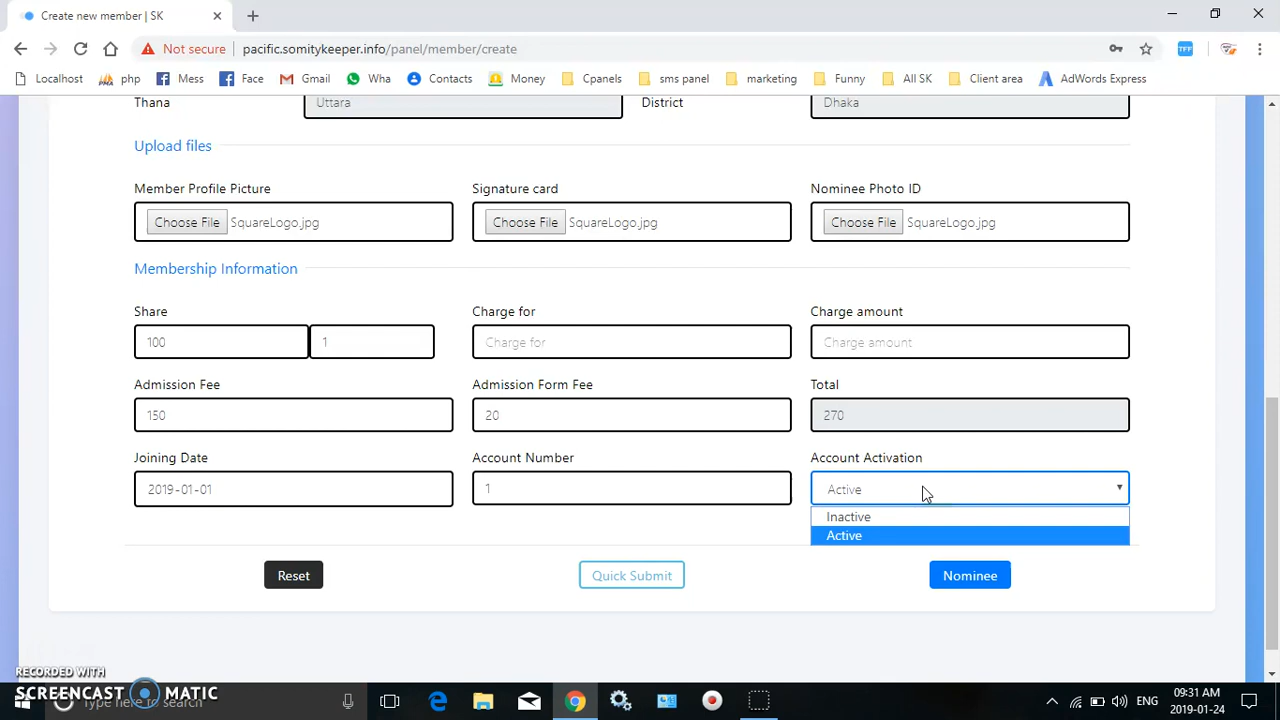 Create new member | SK
Not secure pacific.somitykeeper.info/panel/member/create
TFF
Localhost php Mess Face Gmail Wha Contacts Money Cpanels sms panel marketing Funny All SK Client area AdWords Express
Thana Uttara District Dhaka
Upload files
Member Profile Picture Signature card Nominee Photo ID
Choose File SquareLogo.jpg Choose File SquareLogo.jpg Choose File SquareLogo.jpg
Membership Information
Share Charge for Charge amount
100 1 Charge for Charge amount
Admission Fee Admission Form Fee Total
150 20 270
Joining Date Account Number Account Activation
2019-01-01 1 Active
Inactive
Active
Reset Quick Submit Nominee
RECORDED WITH
SCREENCAST MATIC
Type here to search
ENG
09:31 AM
2019-01-24